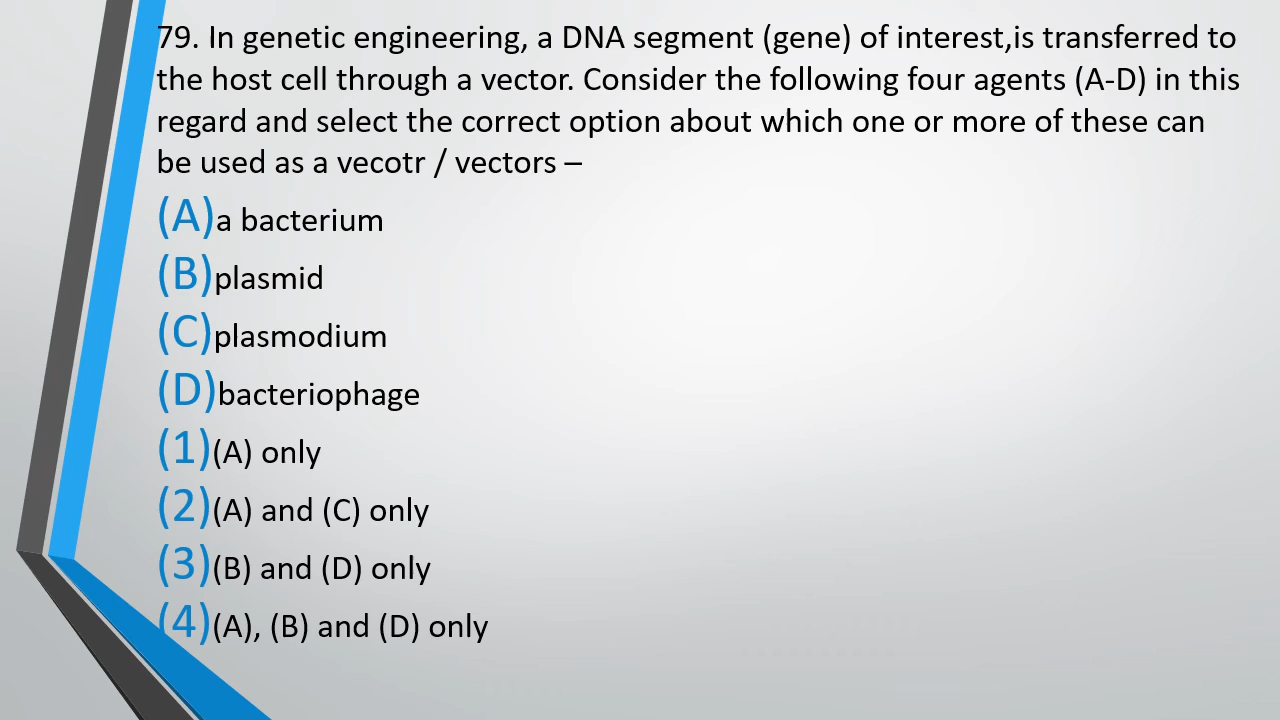 79. In genetic engineering, a DNA segment (gene) of interest,is transferred to
the host cell through a vector. Consider the following four agents (A-D) in this
regard and select the correct option about which one or more of these can
be used as a vecotr / vectors –
(A)a bacterium
(B)plasmid
(C)plasmodium
(D)bacteriophage
(1)(A) only
(2)(A) and (C) only
(3)(B) and (D) only
(4)(A), (B) and (D) only